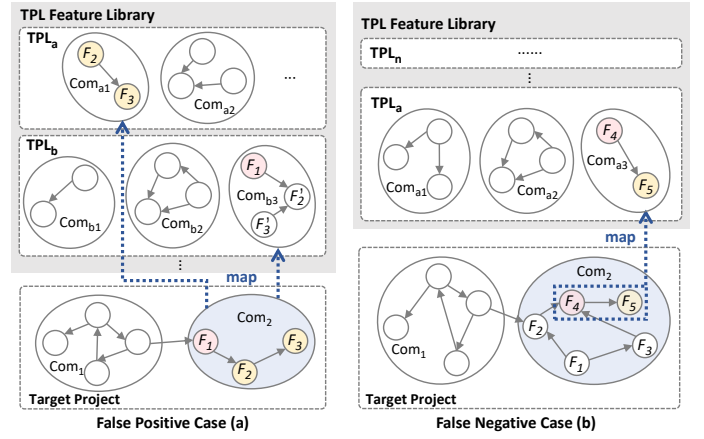 TPL Feature Library
TPLa
F2
F3
Coma1
Coma2
...
TPLb
Comb1
Comb2
F1
Comb3
F2'
F3'
⋮
map
Com1
Com2
F1
F2
F3
Target Project
False Positive Case (a)
TPL Feature Library
TPLn
......
⋮
TPLa
Coma1
Coma2
F4
Coma3
F5
map
Com1
Com2
F4
F5
F2
F3
F1
Target Project
False Negative Case (b)